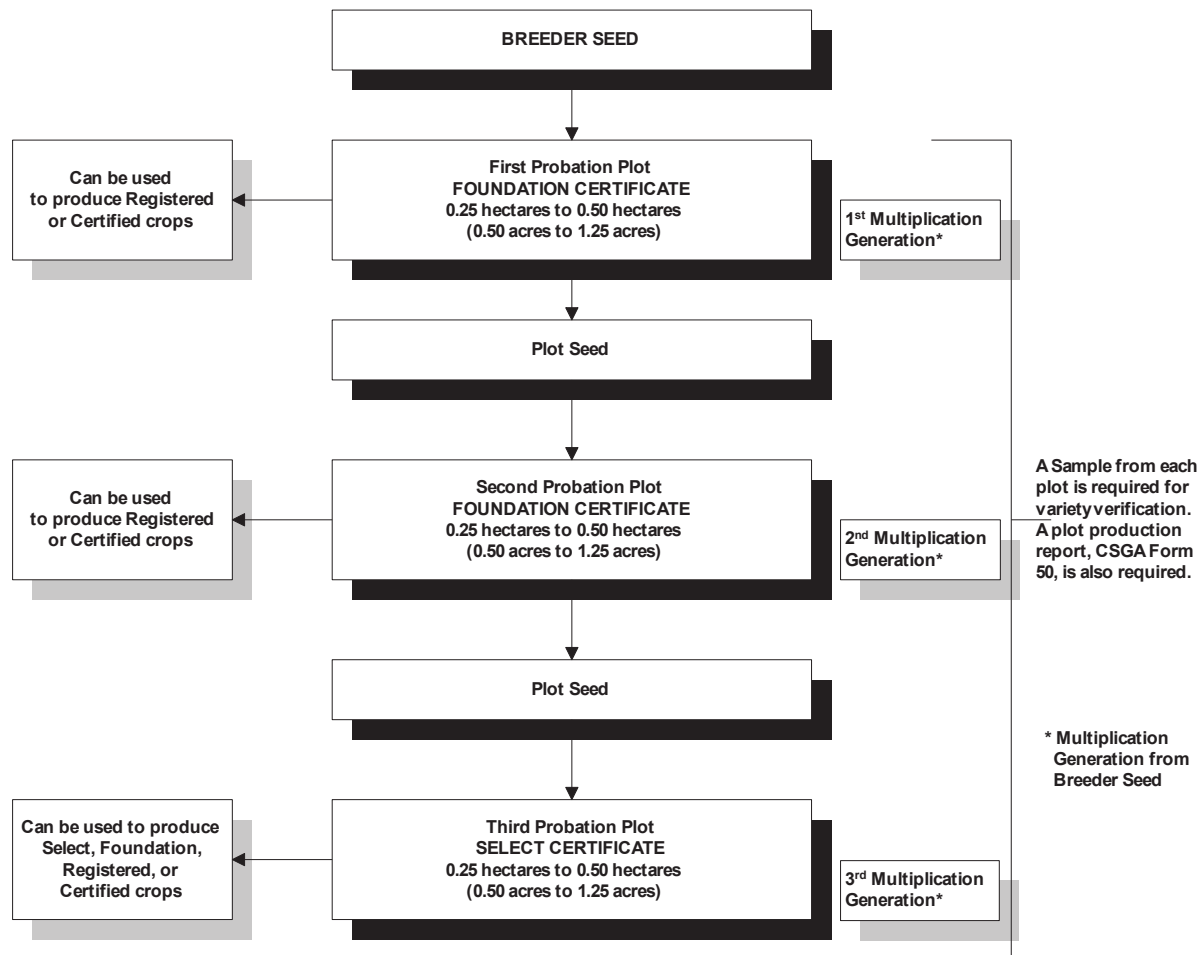 BREEDER SEED
Can be used
to produce Registered
or Certified crops
First Probation Plot
FOUNDATION CERTIFICATE
0.25 hectares to 0.50 hectares
(0.50 acres to 1.25 acres)
1st Multiplication
Generation*
Plot Seed
Can be used
to produce Registered
or Certified crops
Second Probation Plot
FOUNDATION CERTIFICATE
0.25 hectares to 0.50 hectares
(0.50 acres to 1.25 acres)
2nd Multiplication
Generation*
A Sample from each
plot is required for
variety verification.
A plot production
report, CSGA Form
50, is also required.
Plot Seed
* Multiplication
Generation from
Breeder Seed
Can be used to produce
Select, Foundation,
Registered, or
Certified crops
Third Probation Plot
SELECT CERTIFICATE
0.25 hectares to 0.50 hectares
(0.50 acres to 1.25 acres)
3rd Multiplication
Generation*